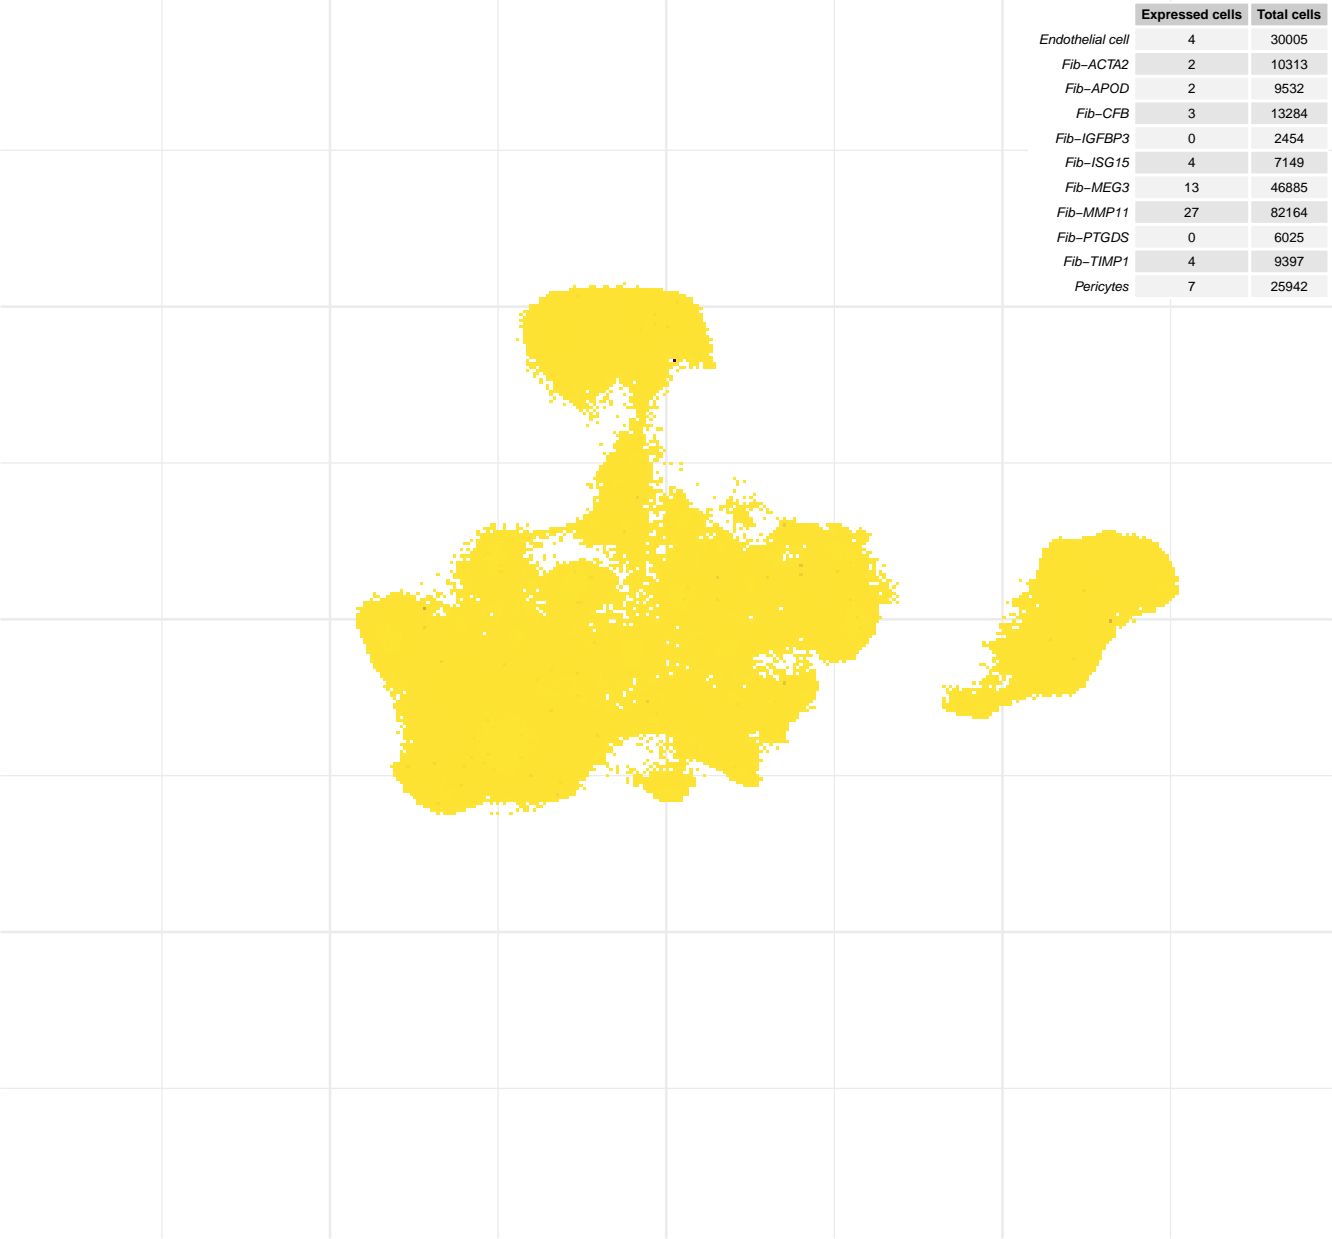 Expressed cells Total cells
Endothelial cell 4 30005
Fib−ACTA2 2 10313
Fib−APOD 2 9532
Fib−CFB 3 13284
Fib−IGFBP3 0 2454
Fib−ISG15 4 7149
Fib−MEG3 13 46885
Fib−MMP11 27 82164
Fib−PTGDS 0 6025
Fib−TIMP1 4 9397
Pericytes 7 25942